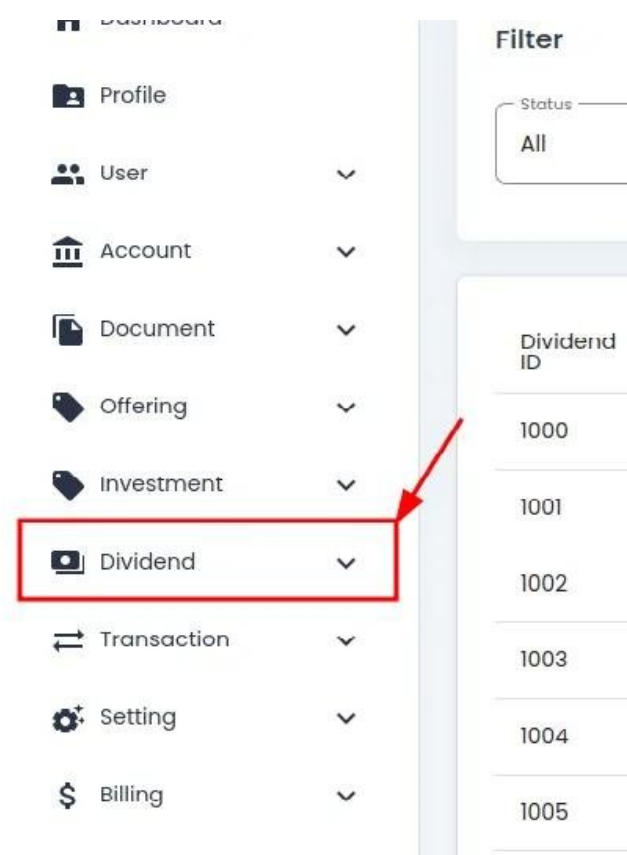 Dashboard
Profile
User
Account
Document
Offering
Investment
Dividend
Transaction
Setting
Billing
Filter
Status
All
Dividend
ID
1000
1001
1002
1003
1004
1005